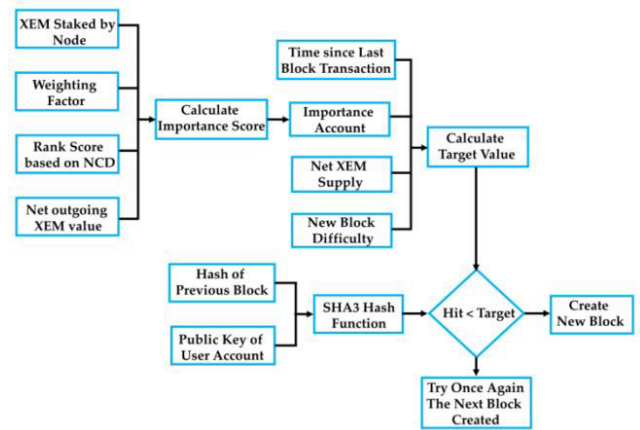 XEM Staked by
Node
Weighting
Factor
Rank Score
based on NCD
Net outgoing
XEM value
Calculate
Importance Score
Time since Last
Block Transaction
Importance
Account
Net XEM
Supply
New Block
Difficulty
Calculate
Target Value
Hash of
Previous Block
Public Key of
User Account
SHA3 Hash
Function
Hit < Target
Create
New Block
Try Once Again
The Next Block
Created